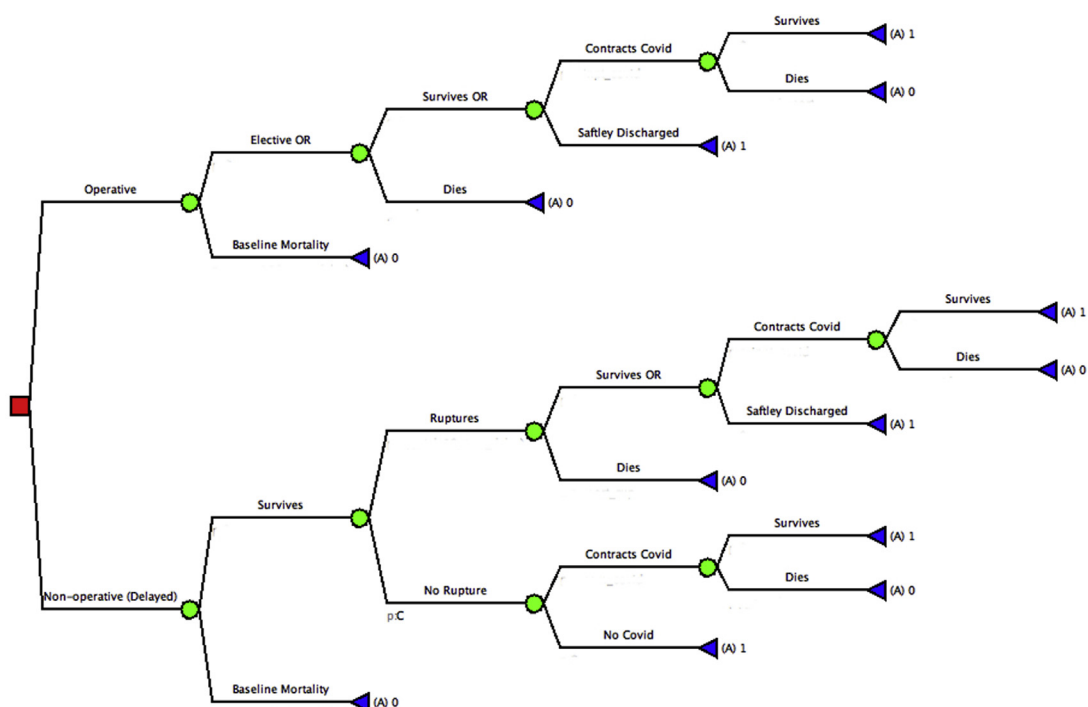 Survives
(A) 1
Contracts Covid
Dies
(A) 0
Survives OR
Saftley Discharged
(A) 1
Elective OR
Dies
(A) 0
Operative
Baseline Mortality
(A) 0
Survives
(A) 1
Contracts Covid
Dies
(A) 0
Survives OR
Saftley Discharged
(A) 1
Ruptures
Dies
(A) 0
Survives
Survives
(A) 1
Contracts Covid
Dies
(A) 0
No Rupture
p:C
No Covid
(A) 1
Non-operative (Delayed)
Baseline Mortality
(A) 0